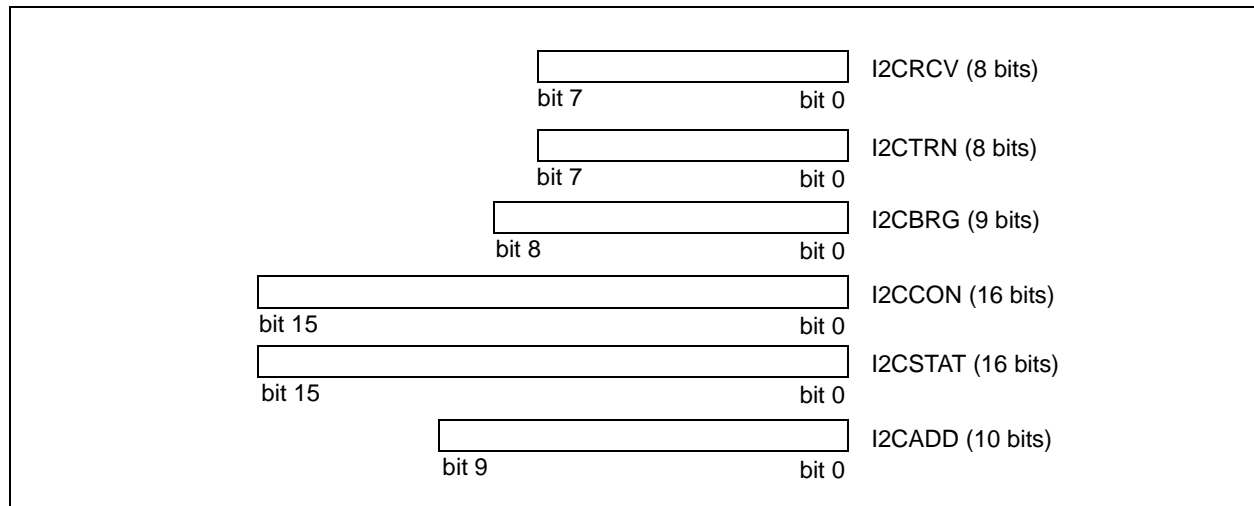 I2CRCV (8 bits)
bit 7 bit 0
I2CTRN (8 bits)
bit 7 bit 0
I2CBRG (9 bits)
bit 8 bit 0
I2CCON (16 bits)
bit 15 bit 0
I2CSTAT (16 bits)
bit 15 bit 0
I2CADD (10 bits)
bit 9 bit 0